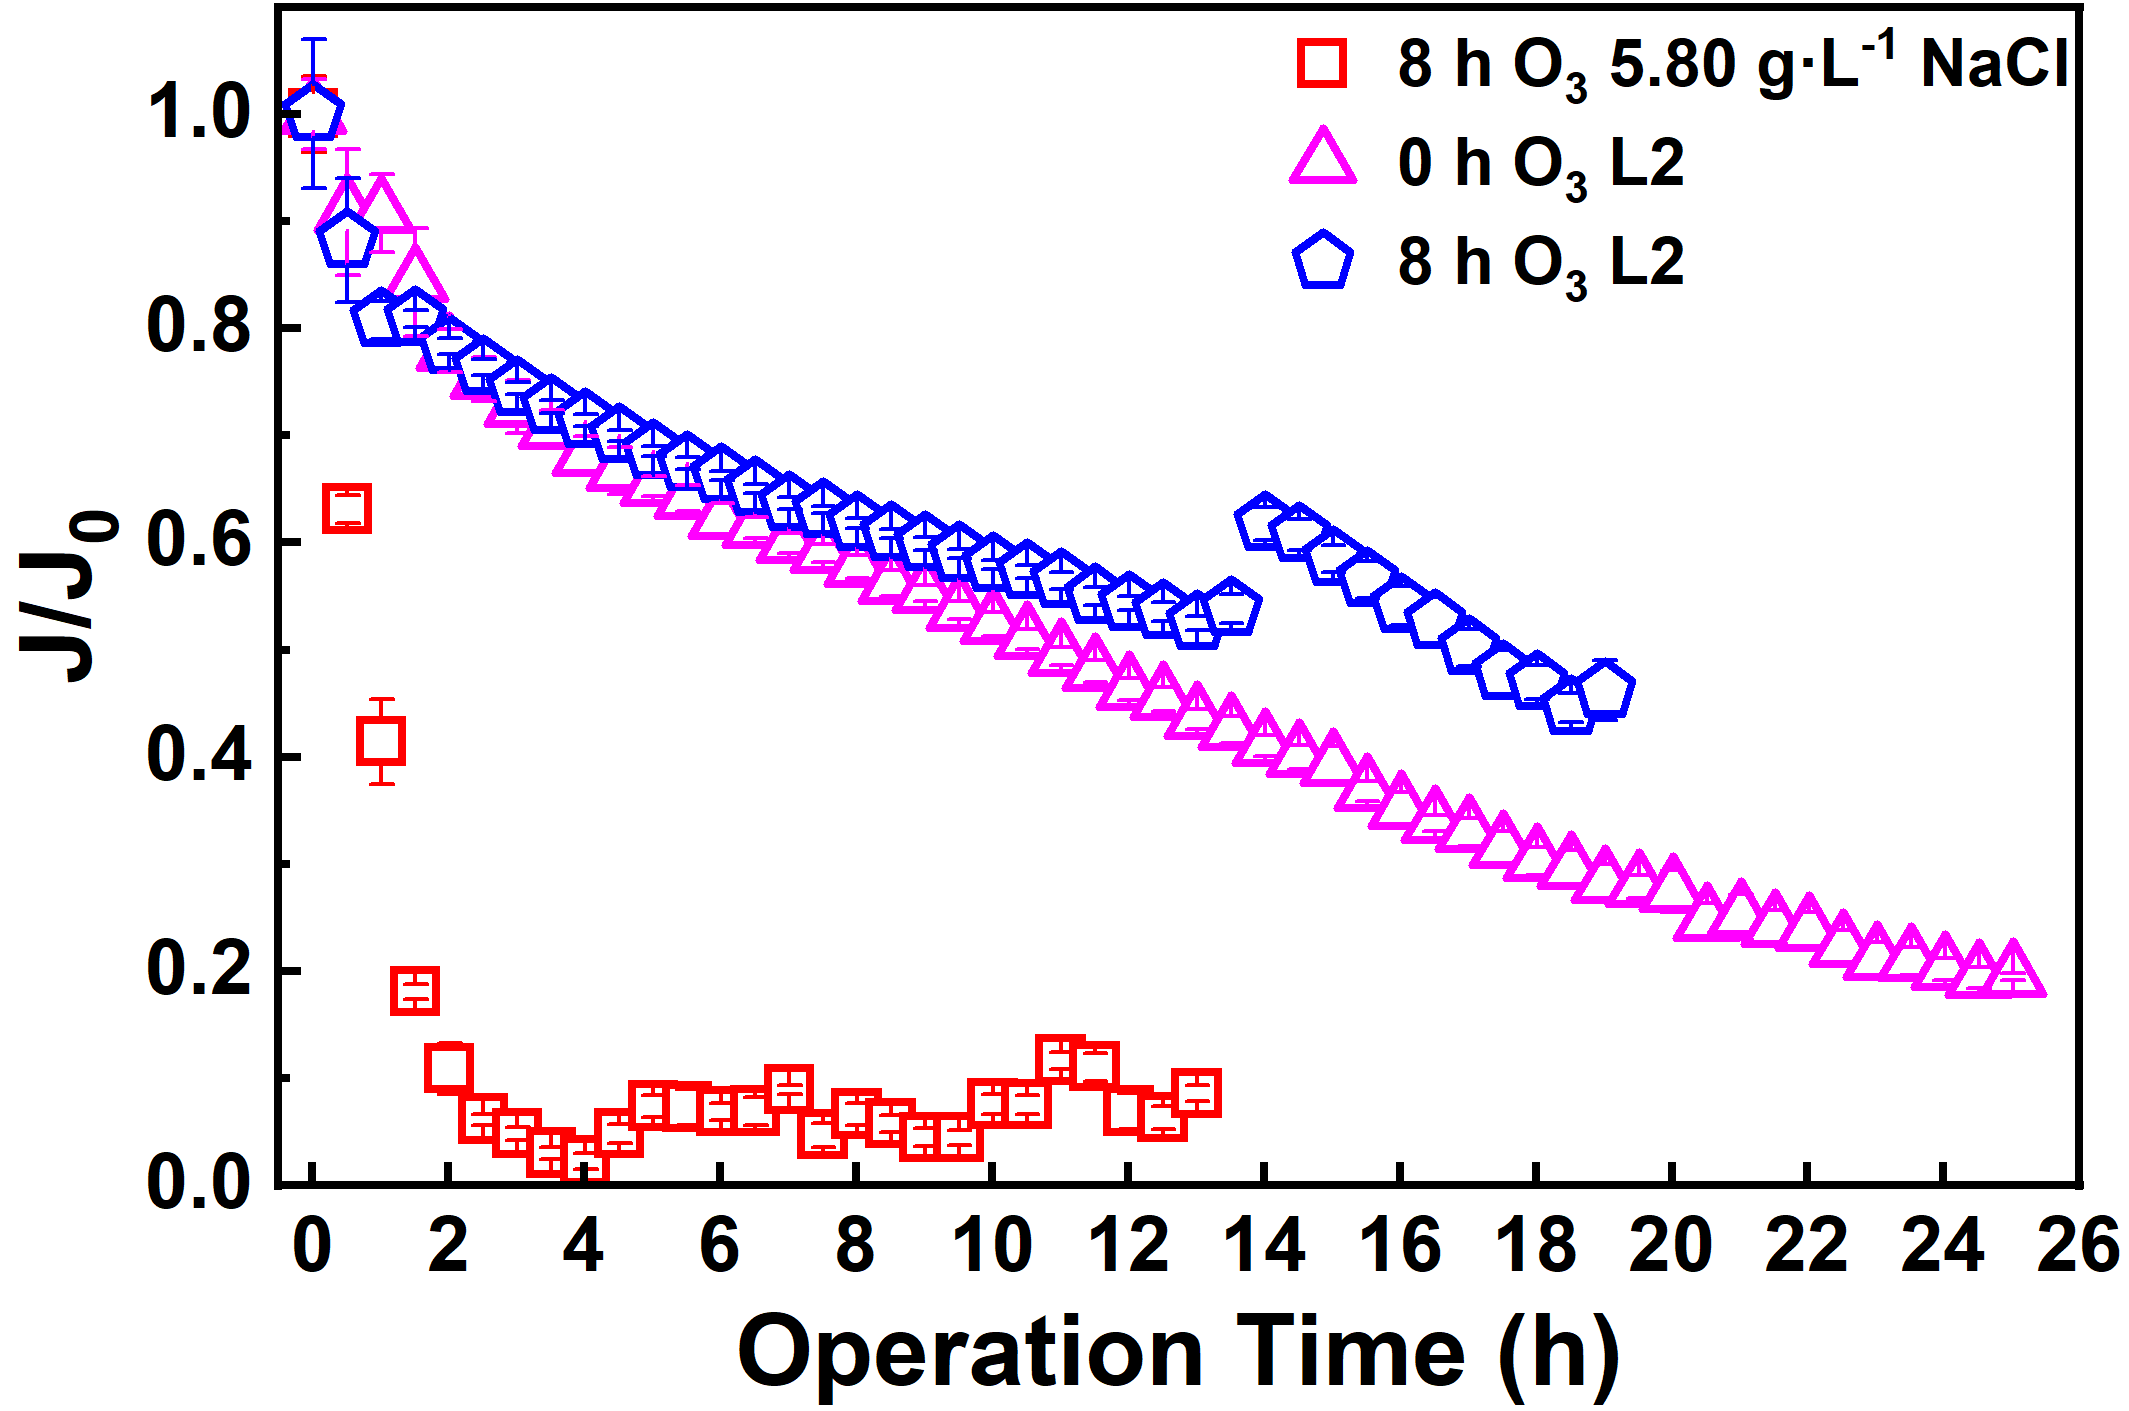 8 h O₃ 5.80 g·L⁻¹ NaCl
0 h O₃ L2
8 h O₃ L2
J/J₀
1.0
0.8
0.6
0.4
0.2
0.0
0 2 4 6 8 10 12 14 16 18 20 22 24 26
Operation Time (h)